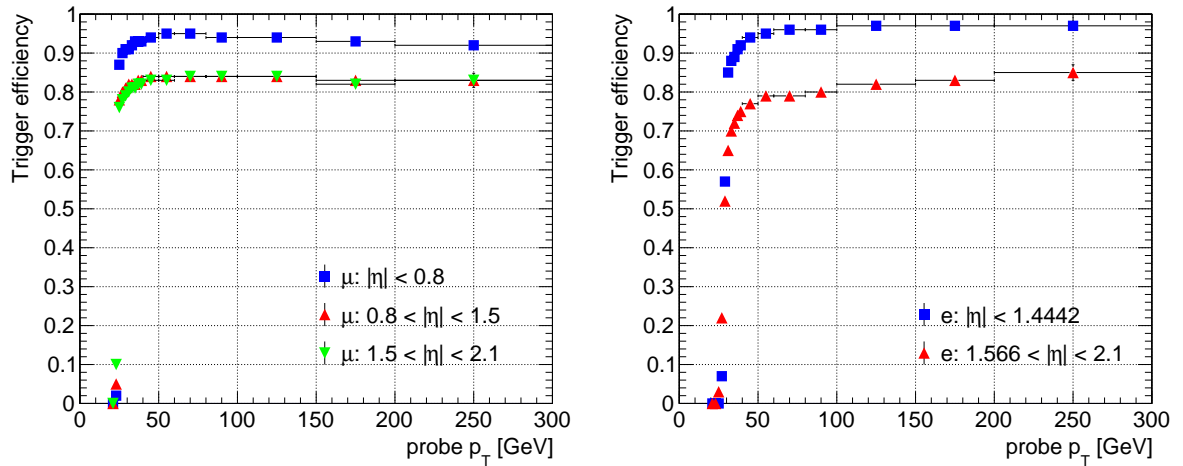 Trigger efficiency
1
0.9
0.8
0.7
0.6
0.5
0.4
0.3
0.2
0.1
0
μ: |η| < 0.8
μ: 0.8 < |η| < 1.5
μ: 1.5 < |η| < 2.1
0 50 100 150 200 250 300
probe p_T [GeV]
Trigger efficiency
1
0.9
0.8
0.7
0.6
0.5
0.4
0.3
0.2
0.1
0
e: |η| < 1.4442
e: 1.566 < |η| < 2.1
0 50 100 150 200 250 300
probe p_T [GeV]